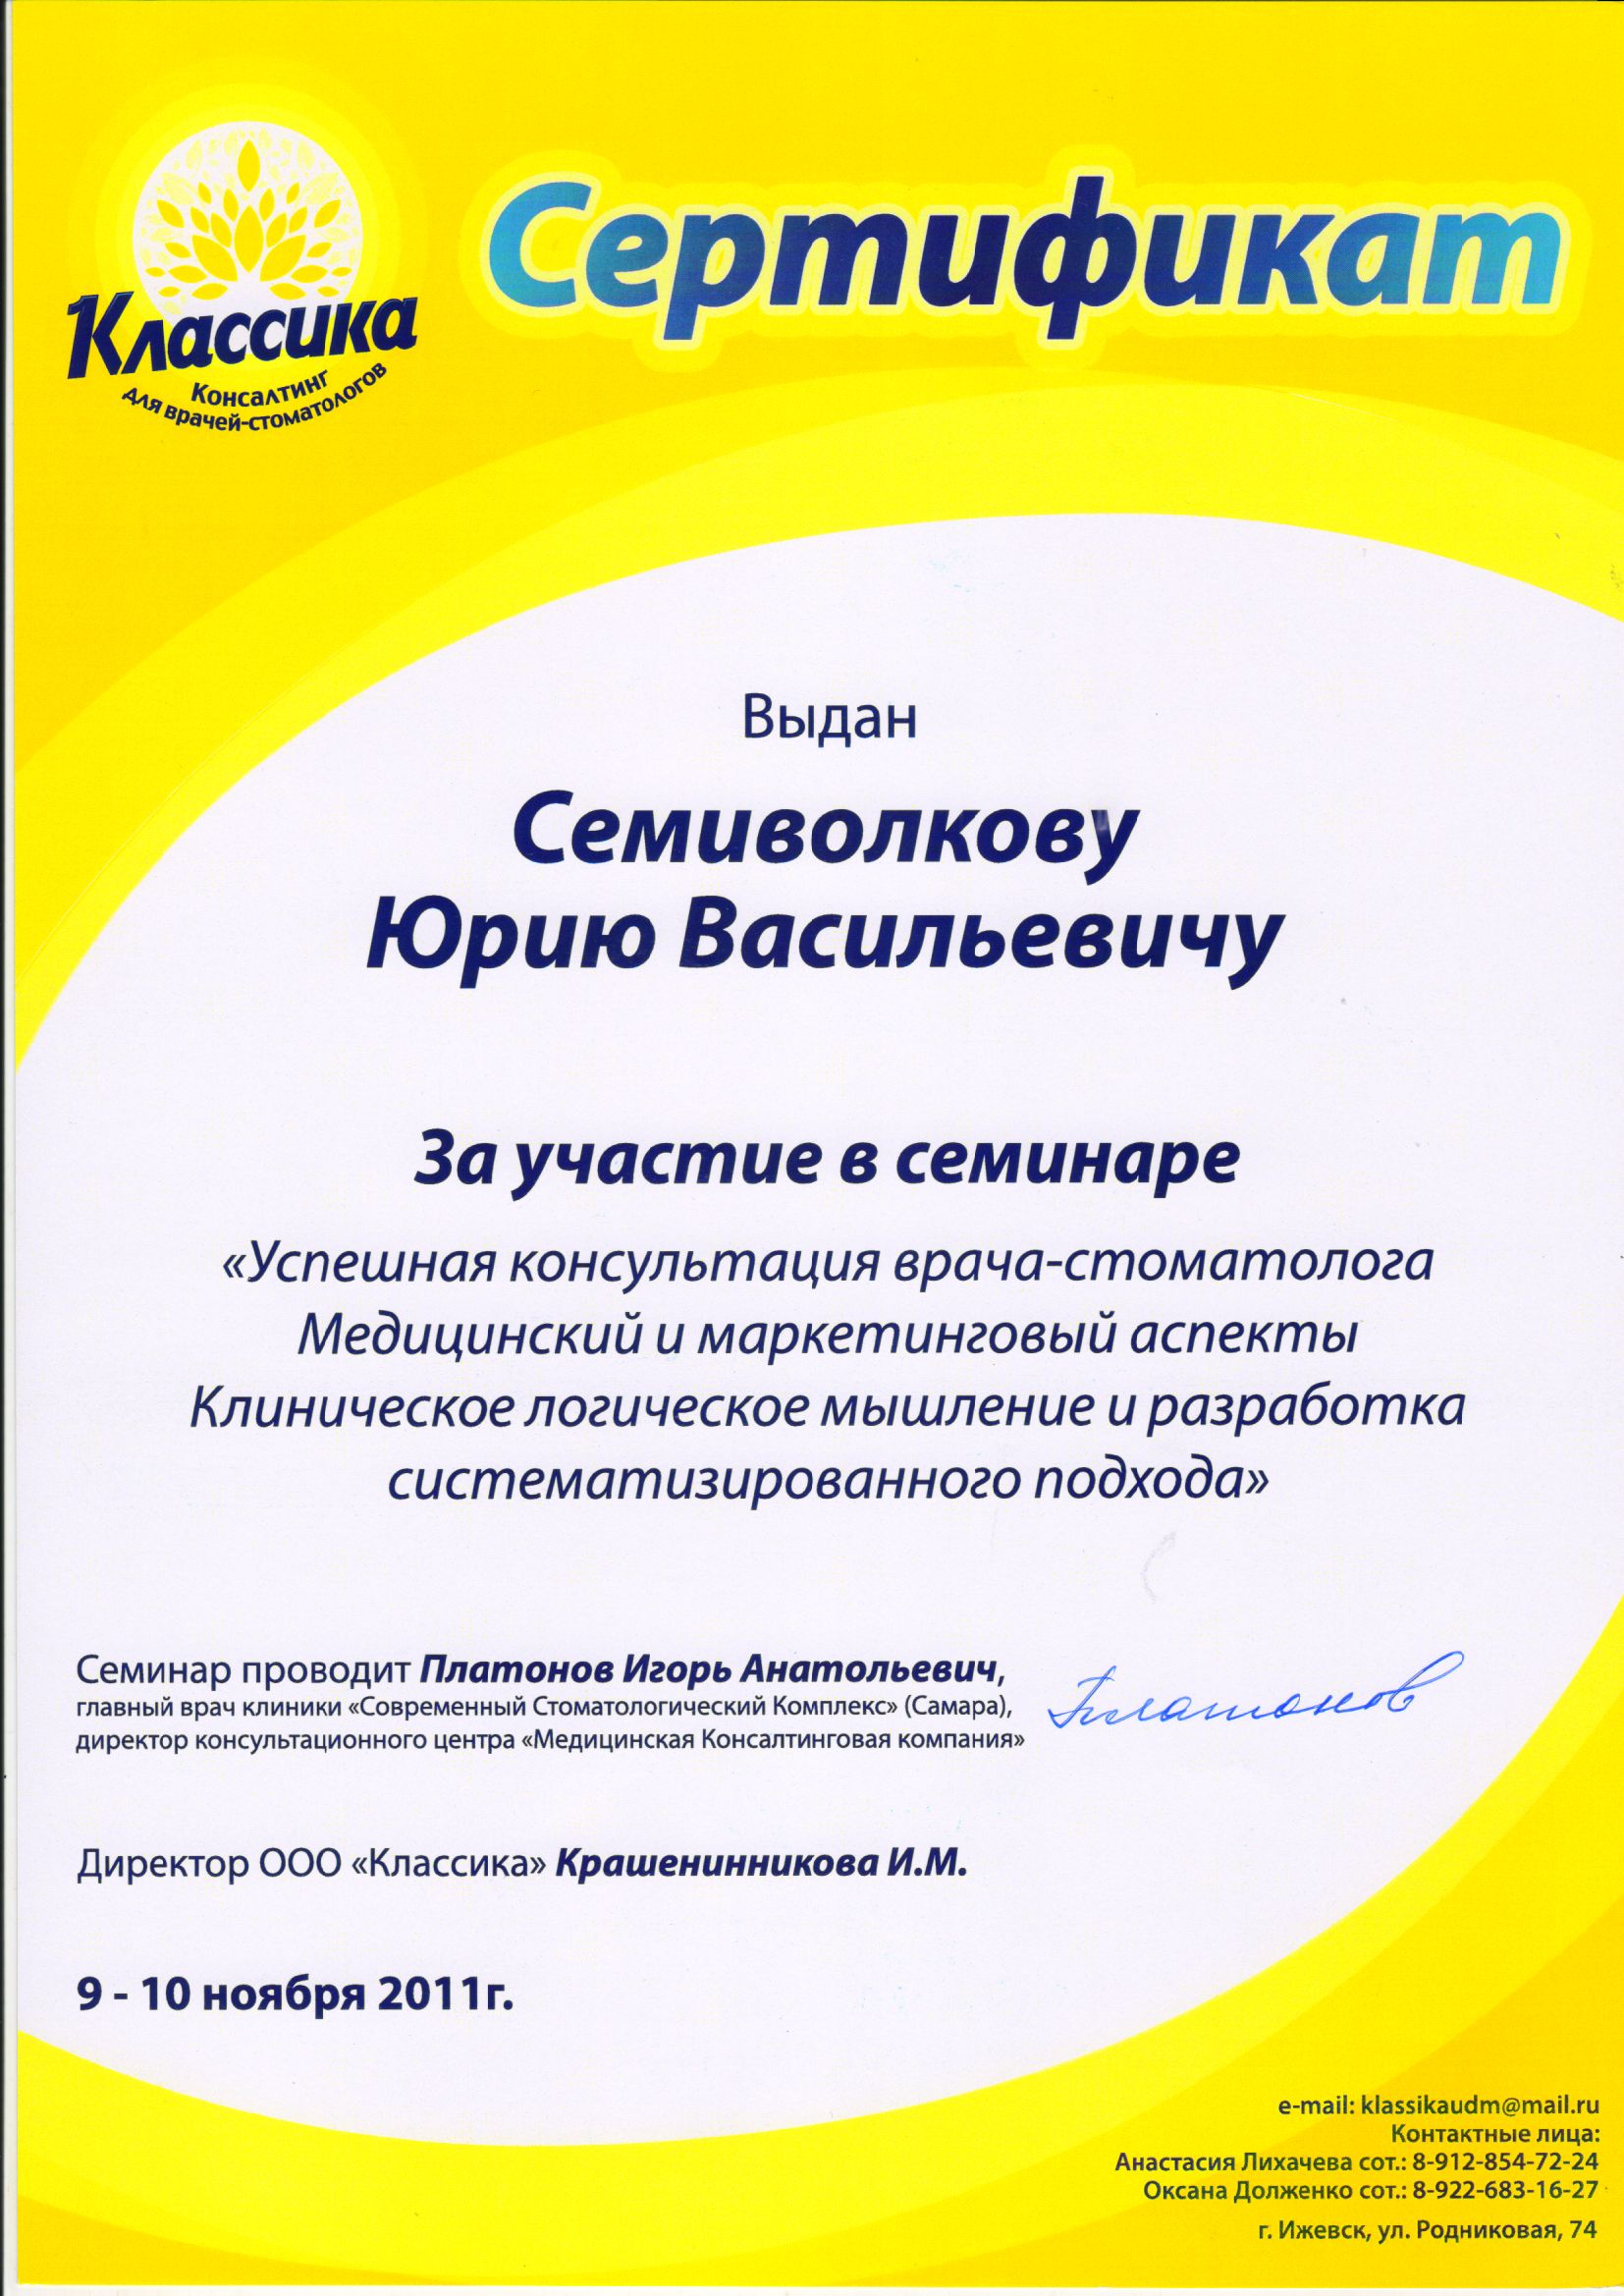 Классика
Консалтинг
для врачей-стоматологов
Сертификат
Выдан
Семиволкову
Юрию Васильевичу
За участие в семинаре
«Успешная консультация врача-стоматолога
Медицинский и маркетинговый аспекты
Клиническое логическое мышление и разработка
систематизированного подхода»
Семинар проводит Платонов Игорь Анатольевич,
главный врач клиники «Современный Стоматологический Комплекс» (Самара),
директор консультационного центра «Медицинская Консалтинговая компания»
Платонов
Директор ООО «Классика» Крашенинникова И.М.
9 - 10 ноября 2011г.
e-mail: klassikaudm@mail.ru
Контактные лица:
Анастасия Лихачева сот.: 8-912-854-72-24
Оксана Долженко сот.: 8-922-683-16-27
г. Ижевск, ул. Родниковая, 74